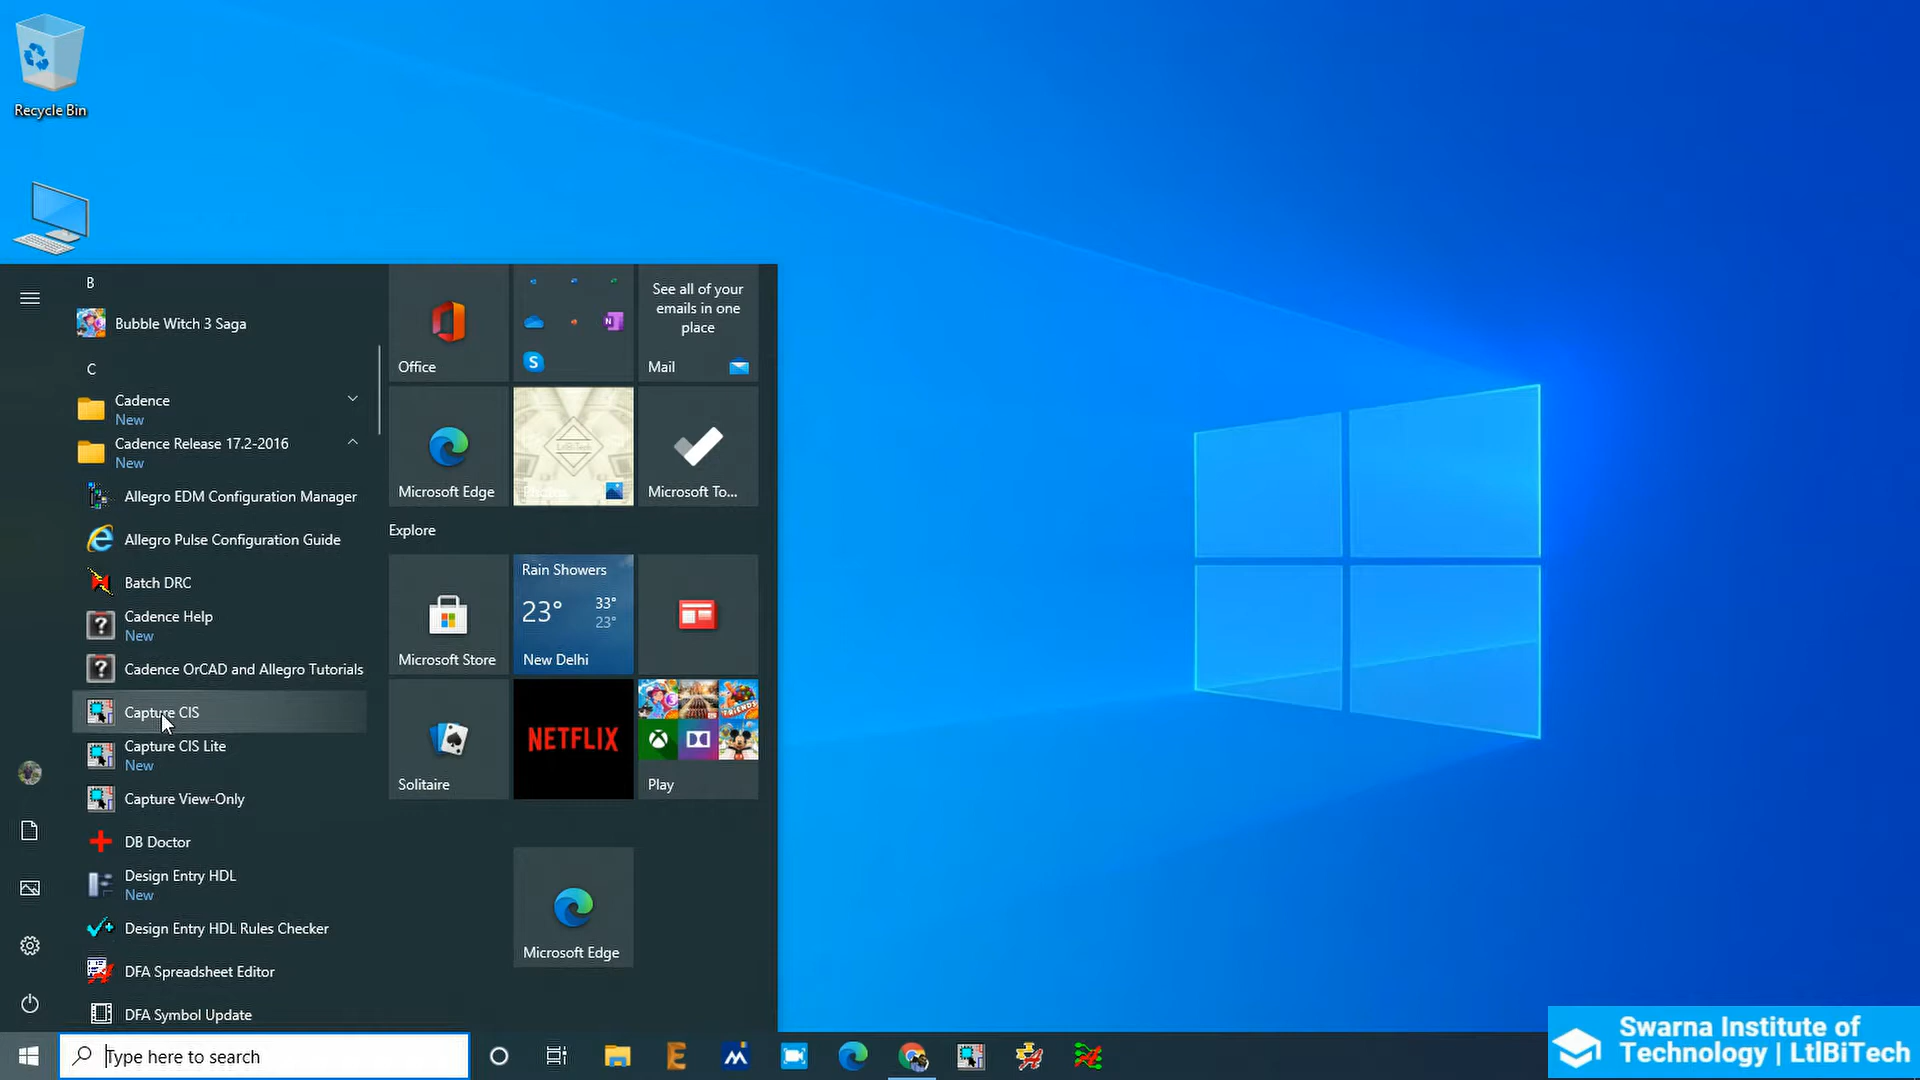 Recycle Bin
B
Bubble Witch 3 Saga
C
Cadence
New
Cadence Release 17.2-2016
New
Allegro EDM Configuration Manager
Allegro Pulse Configuration Guide
Batch DRC
Cadence Help
New
Cadence OrCAD and Allegro Tutorials
Capture CIS
Capture CIS Lite
New
Capture View-Only
DB Doctor
Design Entry HDL
New
Design Entry HDL Rules Checker
DFA Spreadsheet Editor
DFA Symbol Update
Office
See all of your
emails in one
place
Mail
Microsoft Edge
Microsoft To...
Explore
Microsoft Store
Rain Showers
23° 33°
23°
New Delhi
Solitaire
NETFLIX
Play
Microsoft Edge
Type here to search
Swarna Institute of
Technology | LtlBiTech